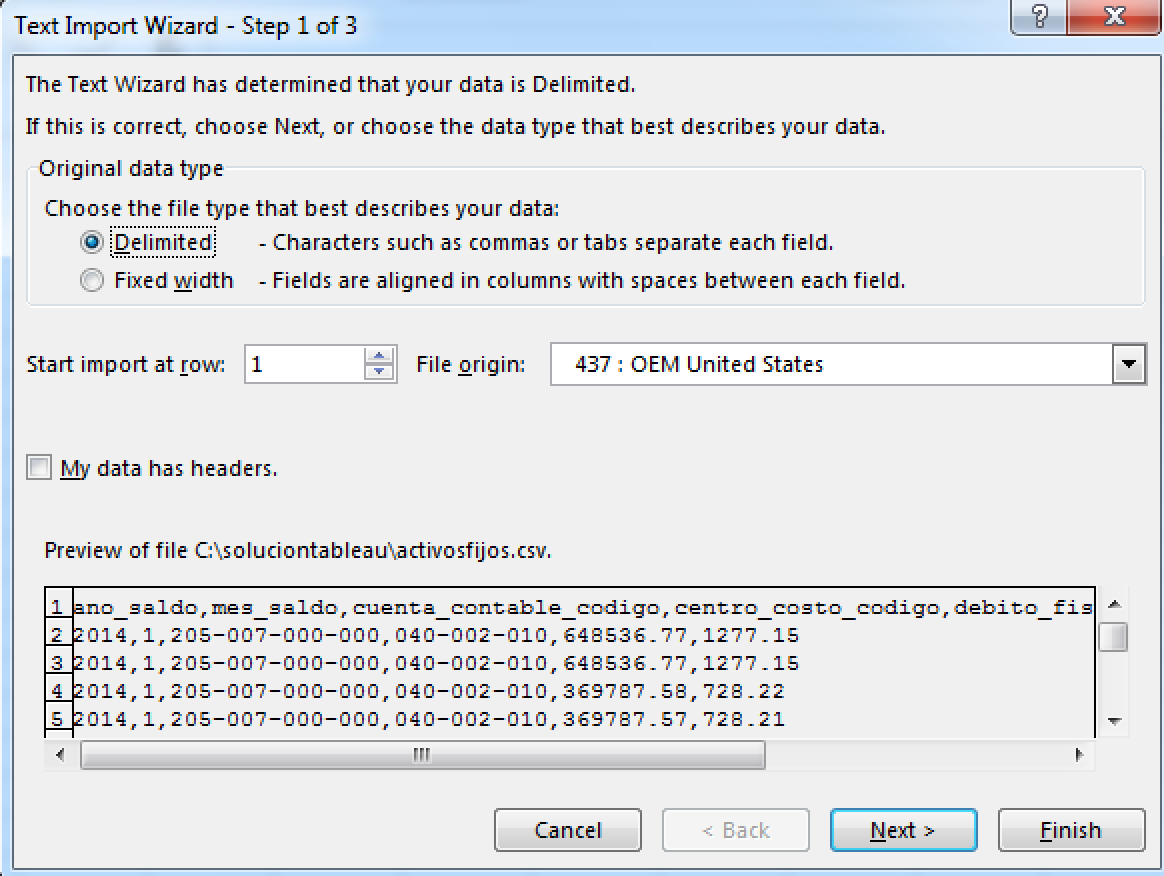 Text Import Wizard - Step 1 of 3
The Text Wizard has determined that your data is Delimited.
If this is correct, choose Next, or choose the data type that best describes your data.
Original data type
Choose the file type that best describes your data:
Delimited - Characters such as commas or tabs separate each field.
Fixed width - Fields are aligned in columns with spaces between each field.
Start import at row: 1 File origin: 437 : OEM United States
My data has headers.
Preview of file C:\soluciontableau\activosfijos.csv.
1 ano_saldo,mes_saldo,cuenta_contable_codigo,centro_costo_codigo,debito_fis
2 2014,1,205-007-000-000,040-002-010,648536.77,1277.15
3 2014,1,205-007-000-000,040-002-010,648536.77,1277.15
4 2014,1,205-007-000-000,040-002-010,369787.58,728.22
5 2014,1,205-007-000-000,040-002-010,369787.57,728.21
Cancel < Back Next > Finish